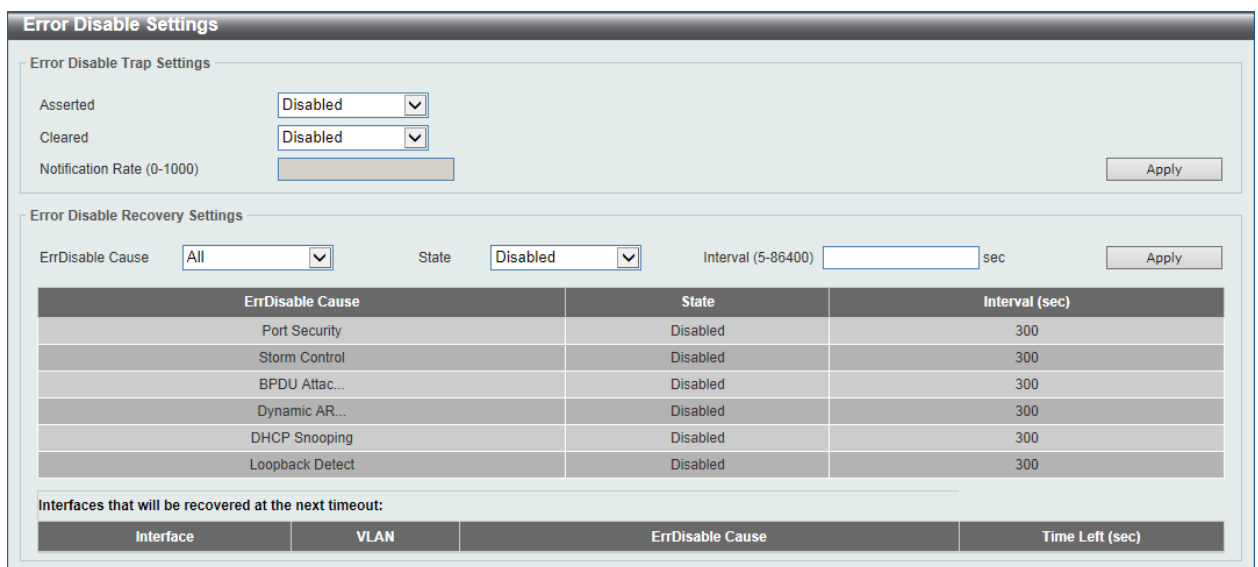 Error Disable Settings
Error Disable Trap Settings
Asserted Disabled
Cleared Disabled
Notification Rate (0-1000) Apply
Error Disable Recovery Settings
ErrDisable Cause All State Disabled Interval (5-86400) sec Apply
ErrDisable Cause State Interval (sec)
Port Security Disabled 300
Storm Control Disabled 300
BPDU Attac... Disabled 300
Dynamic AR... Disabled 300
DHCP Snooping Disabled 300
Loopback Detect Disabled 300
Interfaces that will be recovered at the next timeout:
Interface VLAN ErrDisable Cause Time Left (sec)